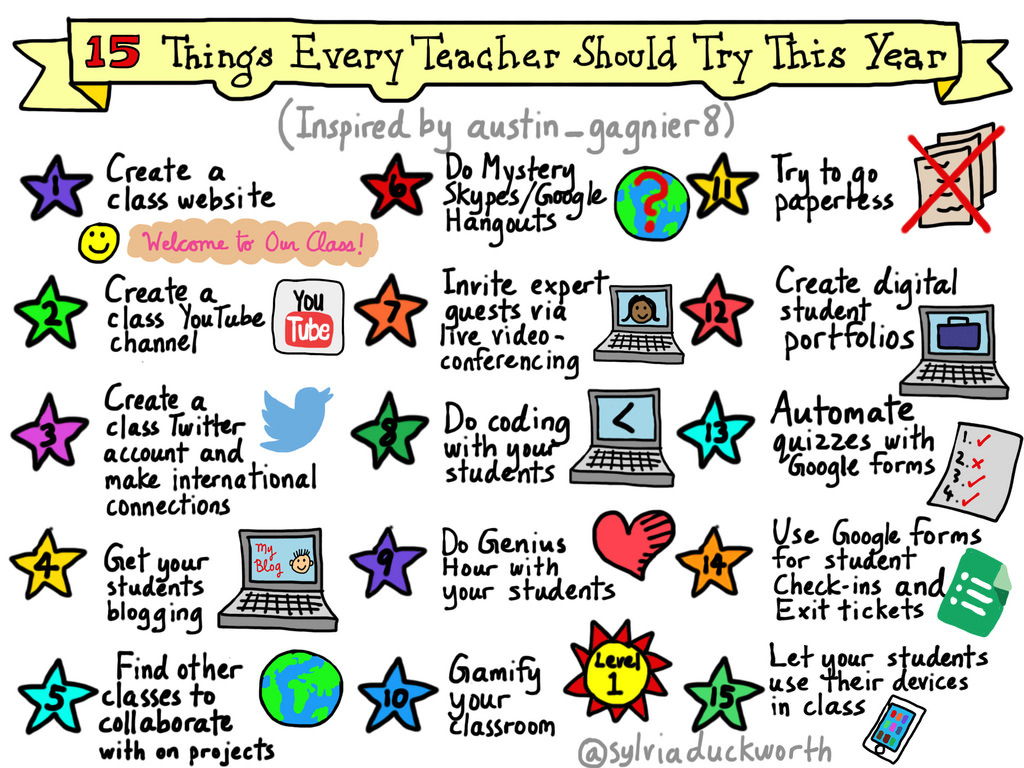 15 Things Every Teacher Should Try This Year
(Inspired by austin_gagnier8)
1
Create a
class website
Welcome to Our Class!
2
Create a
class YouTube
channel
You
Tube
3
Create a
class Twitter
account and
make international
connections
4
Get your
students
blogging
My
Blog
5
Find other
classes to
collaborate
with on projects
6
Do Mystery
Skypes/Google
Hangouts
?
7
Invite expert
guests via
live video-
conferencing
8
Do coding
with your
students
<
9
Do Genius
Hour with
your students
10
Gamify
your
classroom
Level
1
11
Try to go
paperless
12
Create digital
student
portfolios
13
Automate
quizzes with
Google forms
1. ✓
2. x
3. ✓
4. ✓
14
Use Google forms
for student
Check-ins and
Exit tickets
15
Let your students
use their devices
in class
@sylviaduckworth